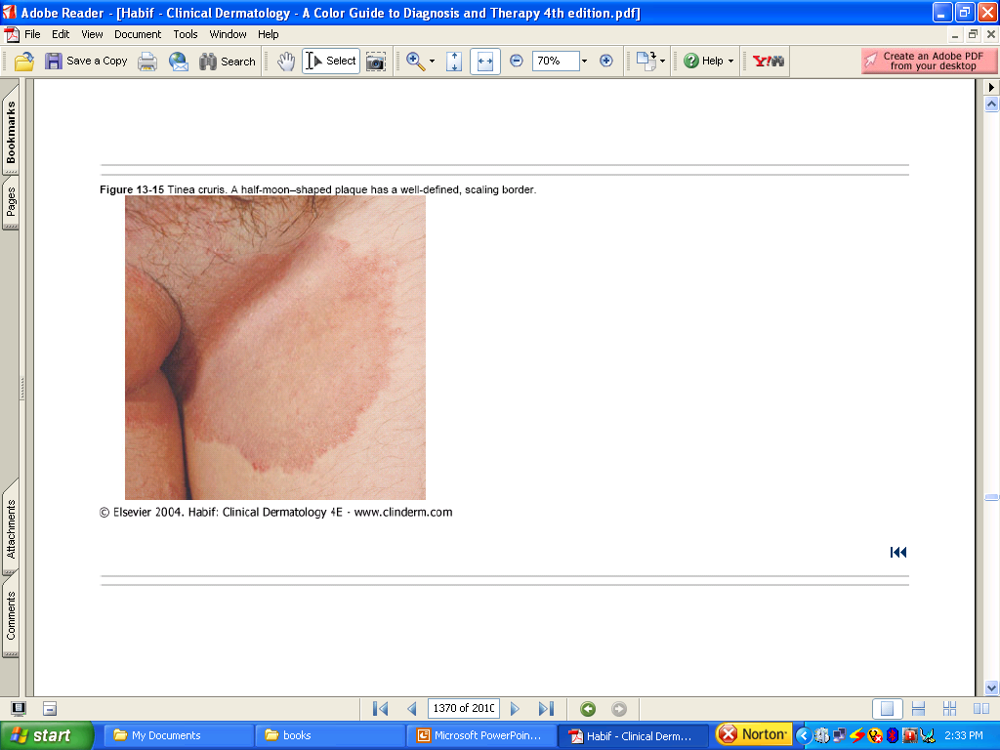 Adobe Reader - [Habif - Clinical Dermatology - A Color Guide to Diagnosis and Therapy 4th edition.pdf]
File Edit View Document Tools Window Help
Save a Copy Search Select 70% Help Y! Create an Adobe PDF
from your desktop
Bookmarks
Pages
Attachments
Comments
Figure 13-15 Tinea cruris. A half-moon–shaped plaque has a well-defined, scaling border.
© Elsevier 2004. Habif: Clinical Dermatology 4E - www.clinderm.com
1370 of 2010
start My Documents books Microsoft PowerPoin... Habif - Clinical Derm... Norton 2:33 PM